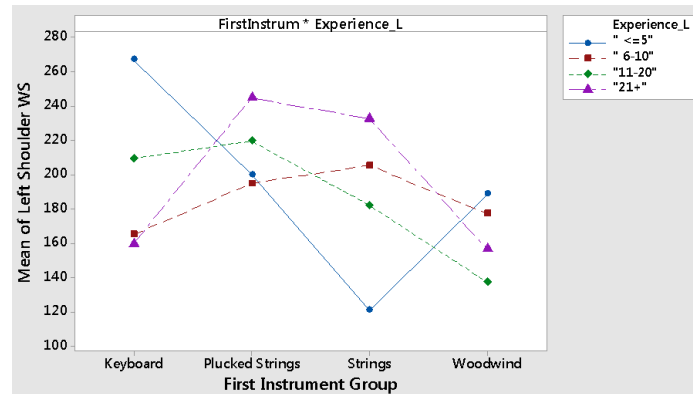 FirstInstrum * Experience_L
Experience_L
" <=5"
" 6-10"
"11-20"
"21+"
Mean of Left Shoulder WS
280
260
240
220
200
180
160
140
120
100
Keyboard
Plucked Strings
Strings
Woodwind
First Instrument Group